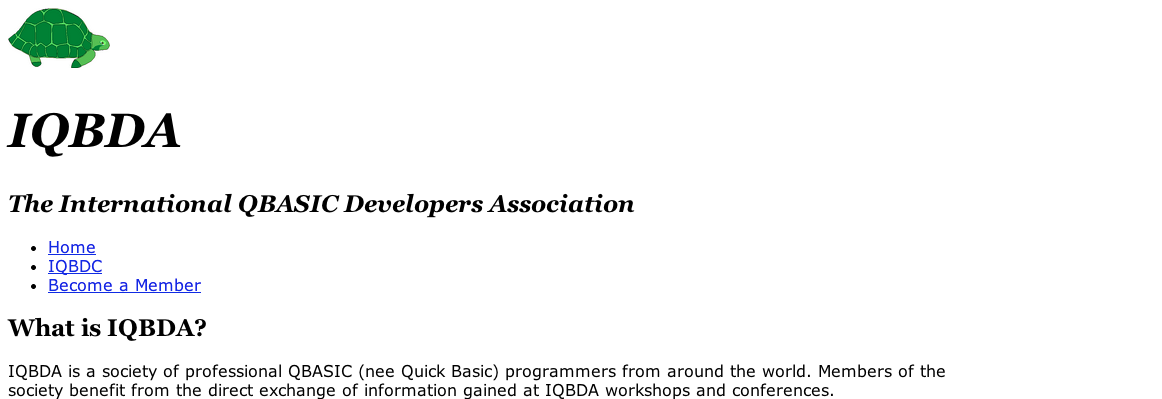 IQBDA
The International QBASIC Developers Association
Home
IQBDC
Become a Member
What is IQBDA?
IQBDA is a society of professional QBASIC (nee Quick Basic) programmers from around the world. Members of the
society benefit from the direct exchange of information gained at IQBDA workshops and conferences.